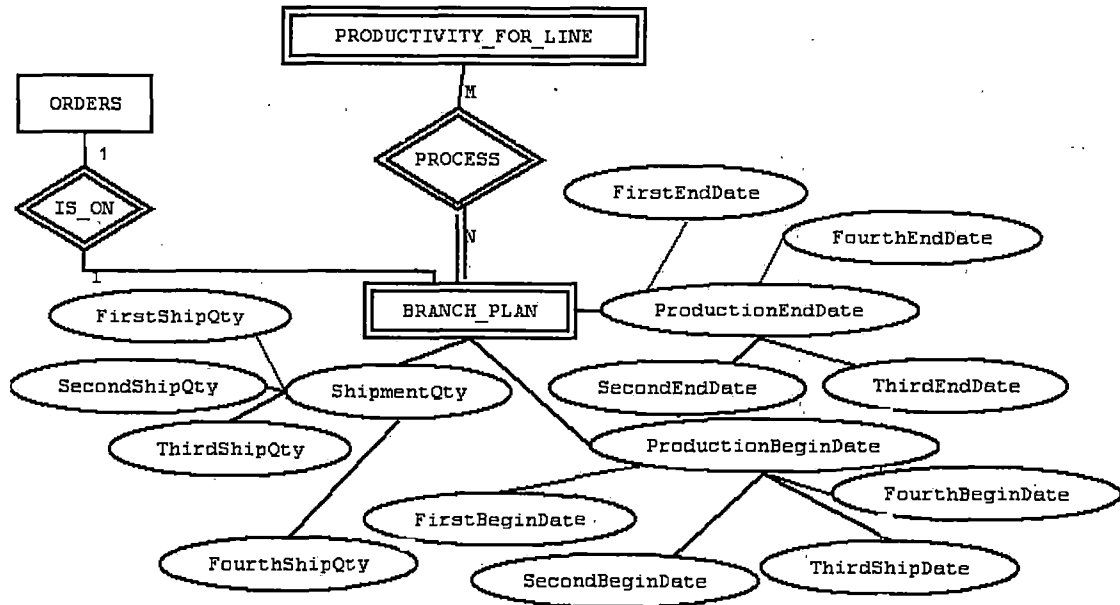 PRODUCTIVITY_FOR_LINE
ORDERS
M
1
PROCESS
IS_ON
FirstEndDate
N
FourthEndDate
1
BRANCH_PLAN
ProductionEndDate
FirstShipQty
SecondShipQty
ShipmentQty
SecondEndDate
ThirdEndDate
ThirdShipQty
ProductionBeginDate
FourthBeginDate
FirstBeginDate
FourthShipQty
SecondBeginDate
ThirdShipDate